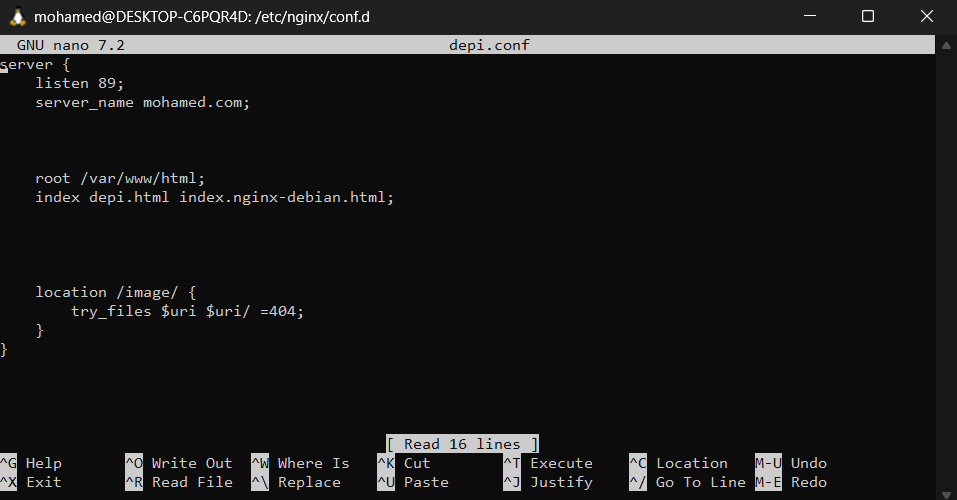 mohamed@DESKTOP-C6PQR4D: /etc/nginx/conf.d
GNU nano 7.2 depi.conf
server {
listen 89;
server_name mohamed.com;
root /var/www/html;
index depi.html index.nginx-debian.html;
location /image/ {
try_files $uri $uri/ =404;
}
}
[ Read 16 lines ]
^G Help ^O Write Out ^W Where Is ^K Cut ^T Execute ^C Location M-U Undo
^X Exit ^R Read File ^\ Replace ^U Paste ^J Justify ^/ Go To Line M-E Redo